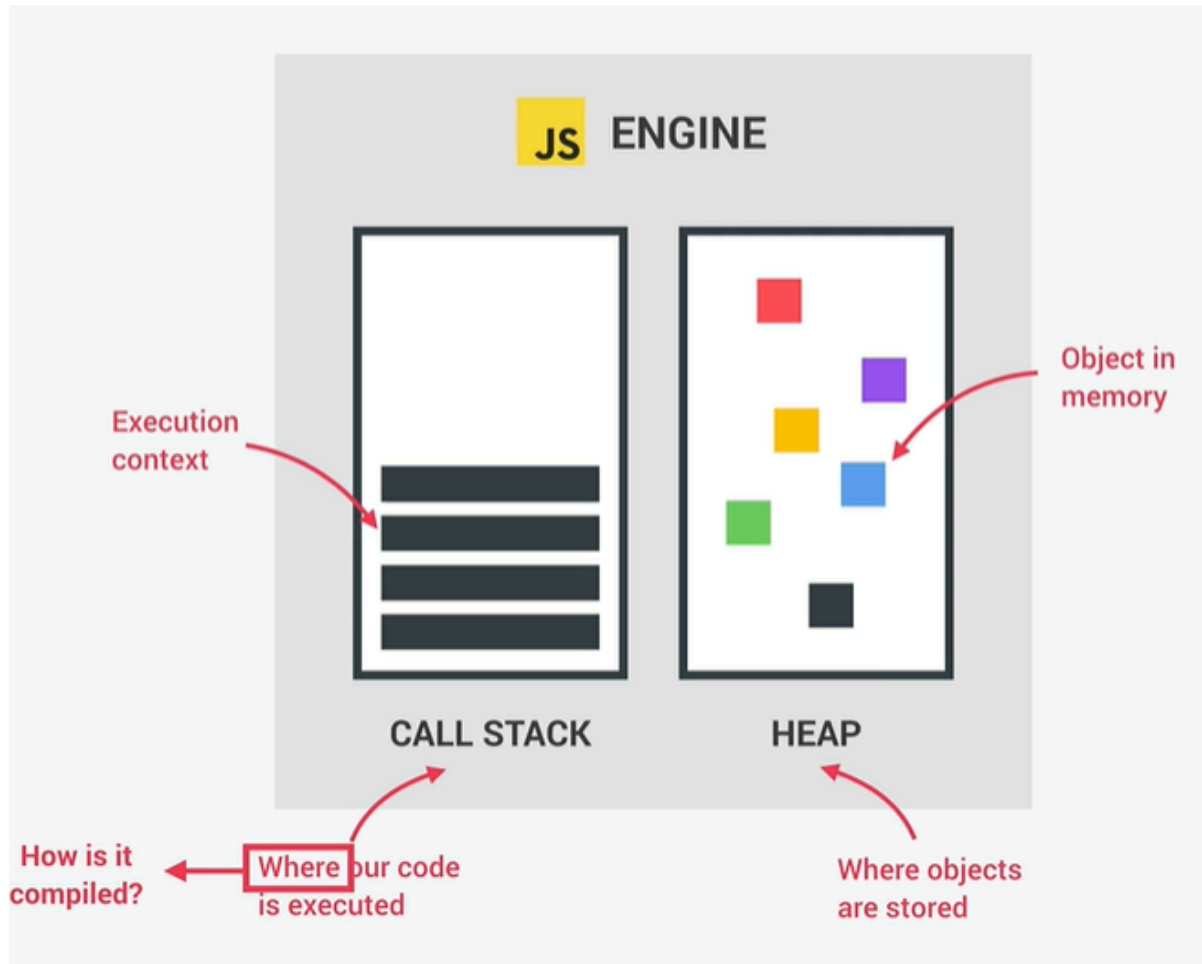 JS ENGINE
Execution
context
Object in
memory
CALL STACK
HEAP
How is it
compiled?
Where our code
is executed
Where objects
are stored